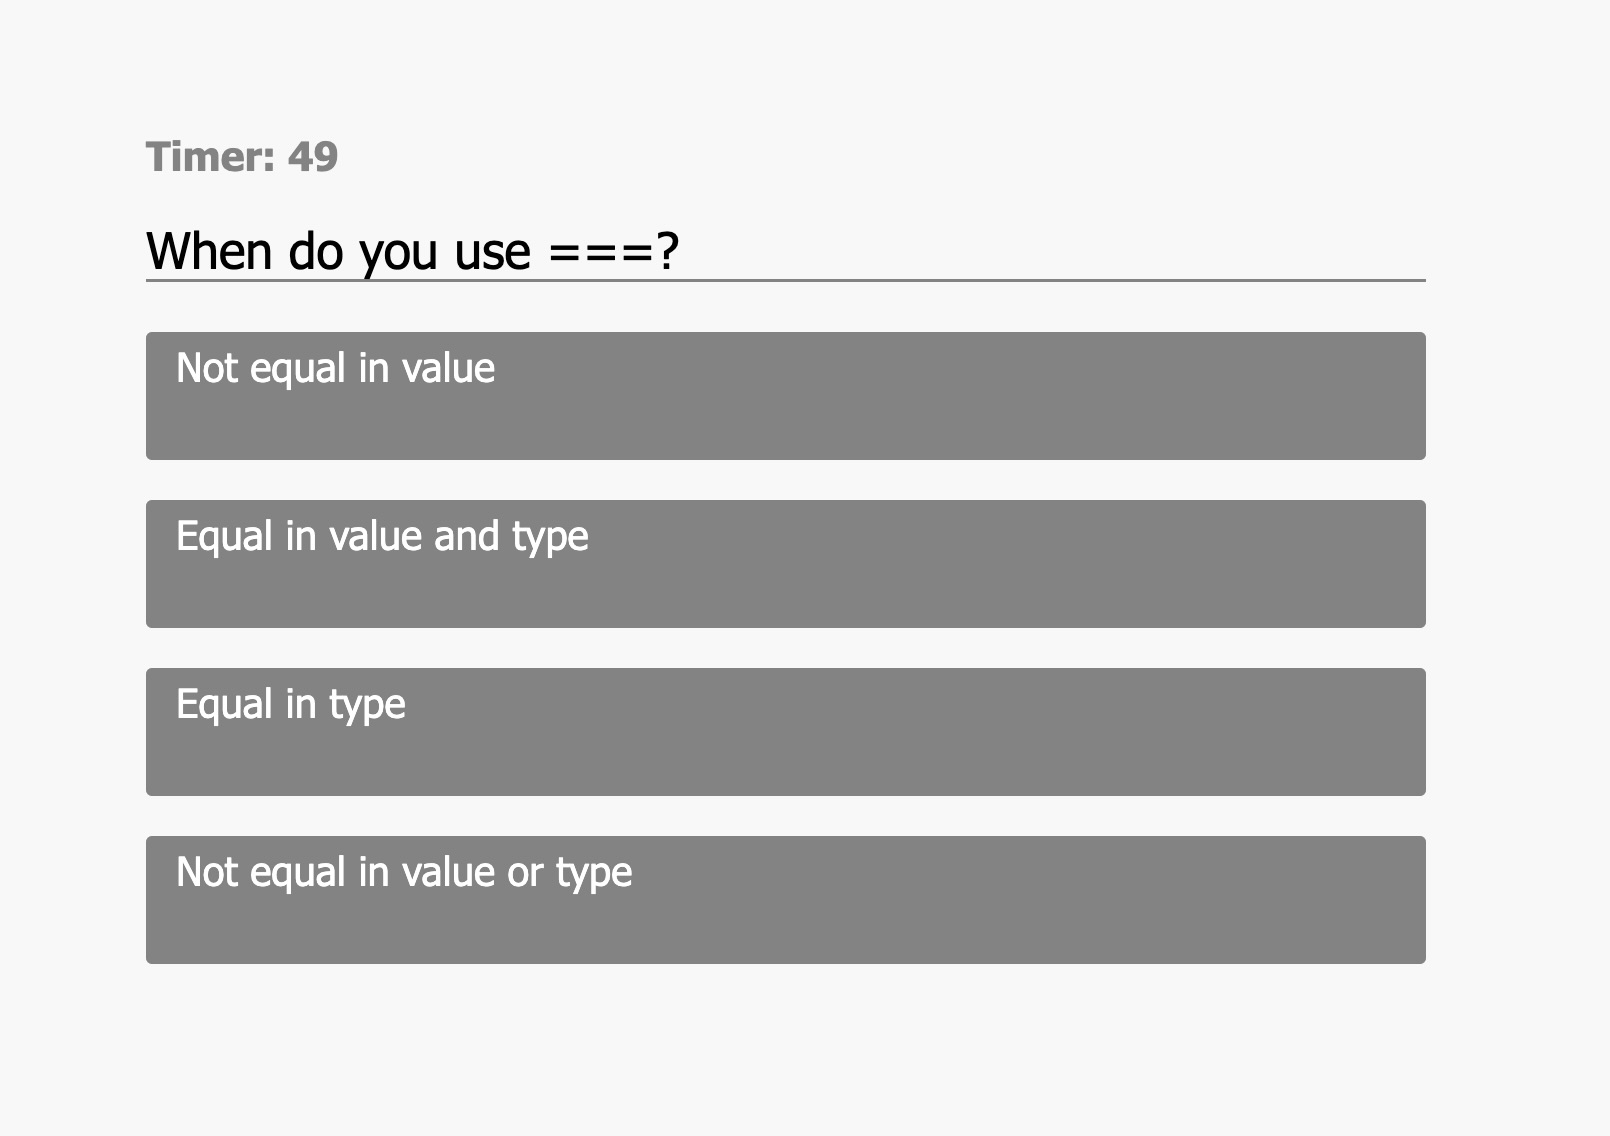 Timer: 49
When do you use ===?
Not equal in value
Equal in value and type
Equal in type
Not equal in value or type